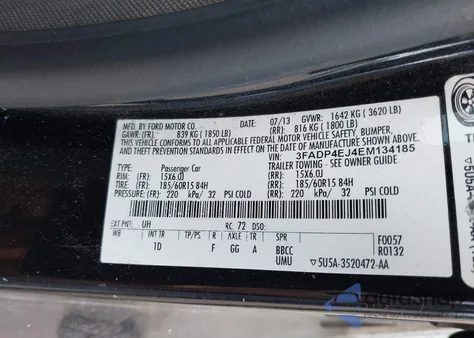 MFD. BY FORD MOTOR CO.
DATE: 07/13 GVWR: 1642 KG ( 3620 LB)
GAWR: (FR): 839 KG ( 1850 LB) (RR): 816 KG ( 1800 LB)
THIS VEHICLE CONFORMS TO ALL APPLICABLE FEDERAL MOTOR VEHICLE SAFETY, BUMPER,
AND THEFT PREVENTION STANDARDS IN EFFECT ON THE DATE OF MANUFACTURE SHOWN ABOVE.
VIN: 3FADP4EJ4EM134185
TYPE: Passenger Car TRAILER TOWING - SEE OWNER GUIDE
RIM: (FR): 15X6.0J (RR): 15X6.0J
TIRE: (FR): 185/60R15 84H (RR): 185/60R15 84H
PRESSURE: (FR): 220 kPa/ 32 PSI COLD (RR): 220 kPa/ 32 PSI COLD
EXT PNT: UH RC: 72 DSO:
WB INT TR TP/PS R AXLE TR SPR F0057
1D F GG A BBCC R0132
UMU ▽5U5A-3520472-AA